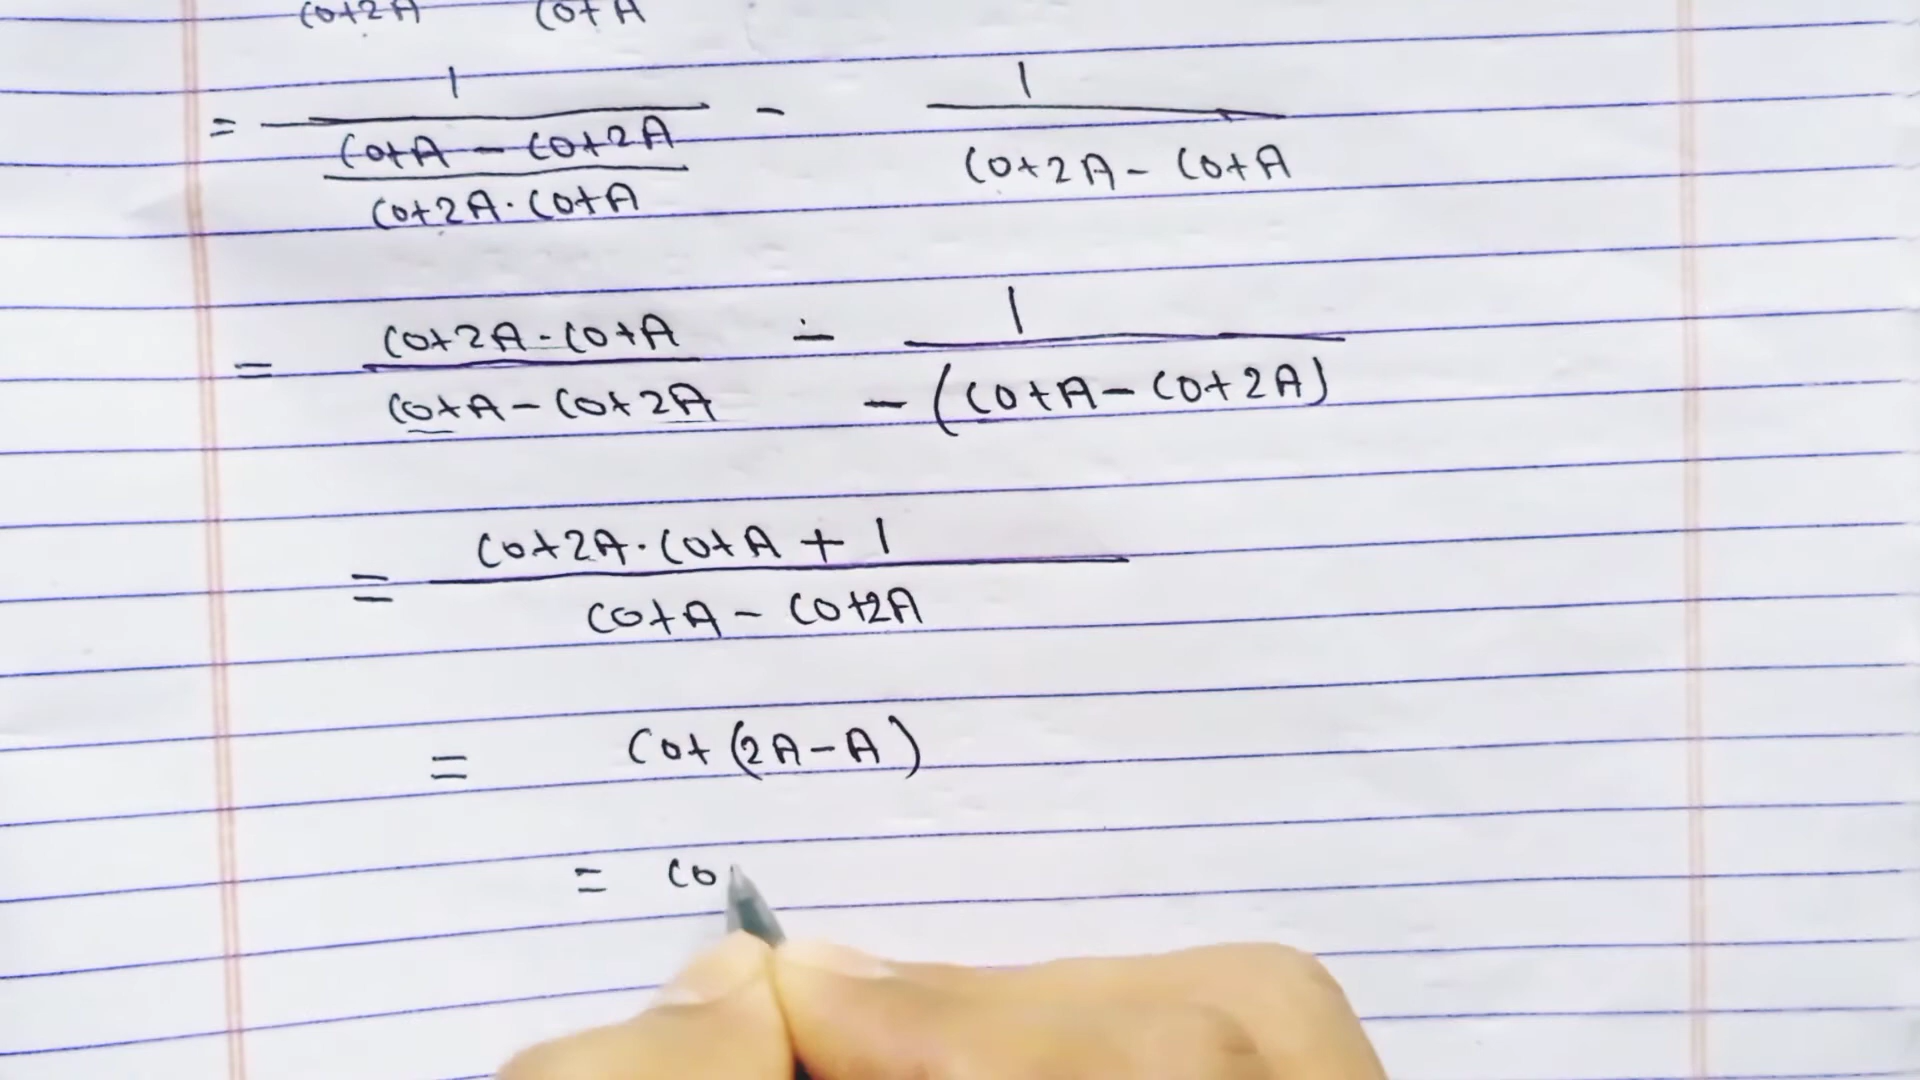 cot2A cotA
= 1 - 1
cotA - cot2A cot2A - cotA
cot2A · cotA
= cot2A · cotA - 1
cotA - cot2A -(cotA - cot2A)
= cot2A · cotA + 1
cotA - cot2A
= cot(2A - A)
= co